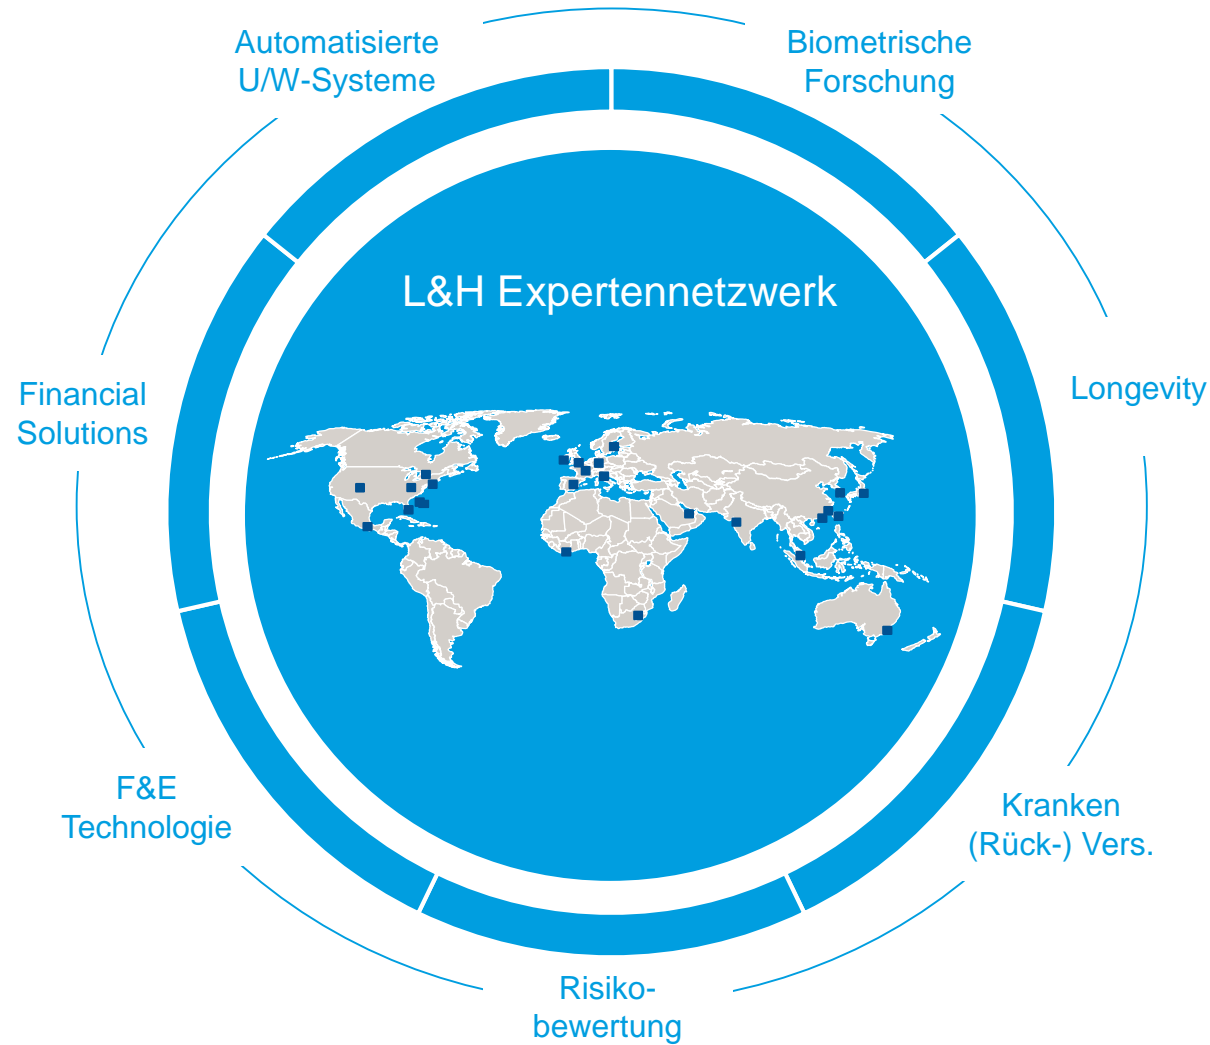 Automatisierte
U/W-Systeme
Biometrische
Forschung
L&H Expertennetzwerk
Financial
Solutions
Longevity
F&E
Technologie
Kranken
(Rück-) Vers.
Risiko-
bewertung